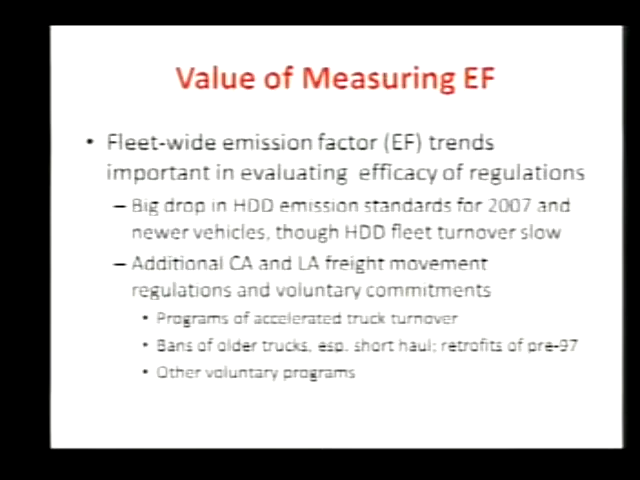 Value of Measuring EF
• Fleet-wide emission factor (EF) trends
important in evaluating efficacy of regulations
– Big drop in HDD emission standards for 2007 and
newer vehicles, though HDD fleet turnover slow
– Additional CA and LA freight movement
regulations and voluntary commitments
• Programs of accelerated truck turnover
• Bans of older trucks, esp. short haul; retrofits of pre-97
• Other voluntary programs